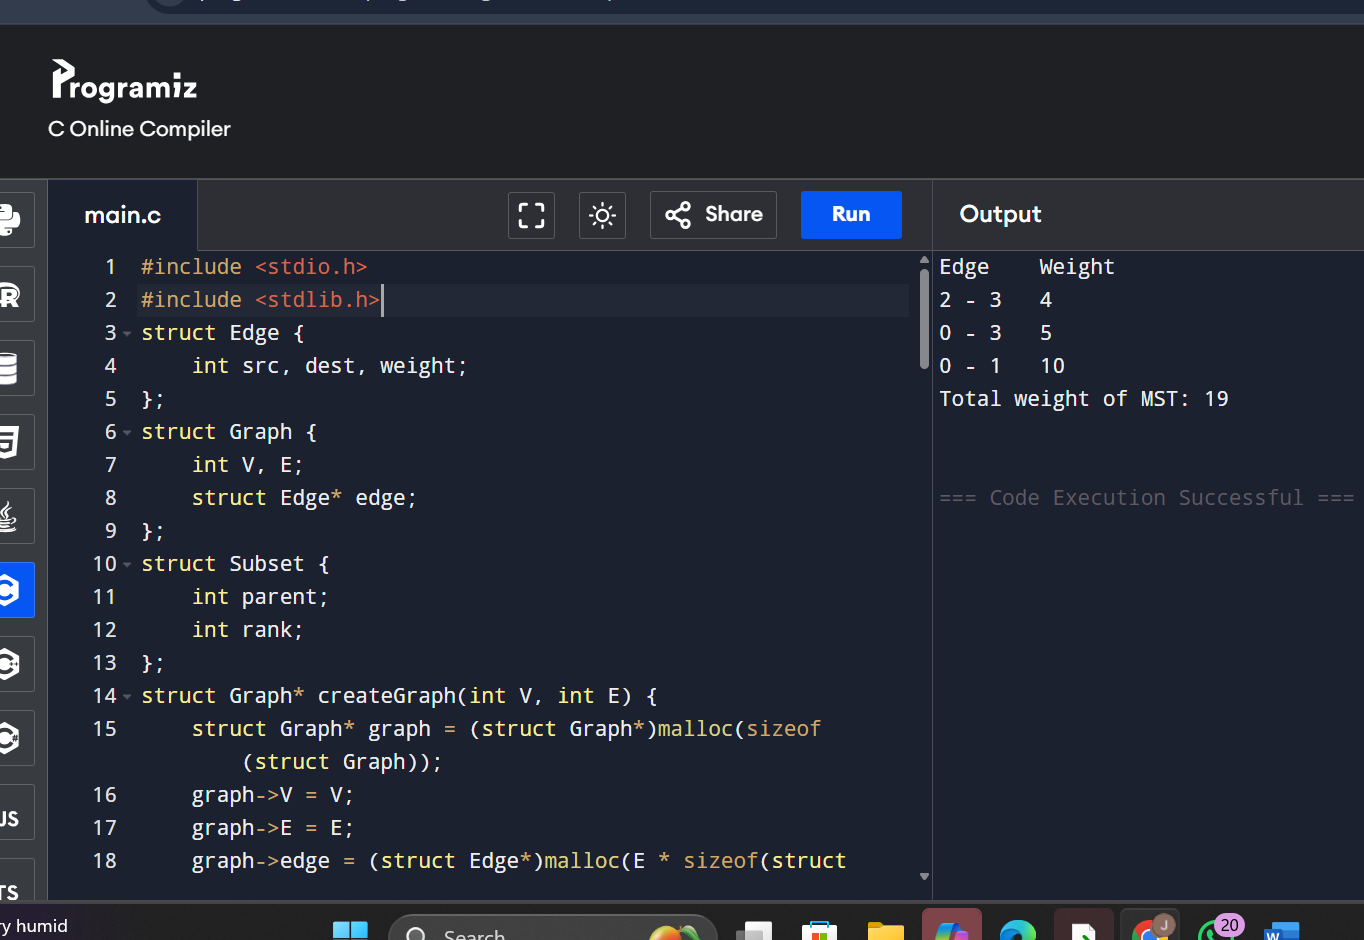 Programiz
C Online Compiler
main.c
Share
Run
Output
1 #include <stdio.h>
2 #include <stdlib.h>
3 struct Edge {
4 int src, dest, weight;
5 };
6 struct Graph {
7 int V, E;
8 struct Edge* edge;
9 };
10 struct Subset {
11 int parent;
12 int rank;
13 };
14 struct Graph* createGraph(int V, int E) {
15 struct Graph* graph = (struct Graph*)malloc(sizeof
(struct Graph));
16 graph->V = V;
17 graph->E = E;
18 graph->edge = (struct Edge*)malloc(E * sizeof(struct
Edge Weight
2 - 3 4
0 - 3 5
0 - 1 10
Total weight of MST: 19
=== Code Execution Successful ===
R
C
JS
TS
ry humid
Search
J
20
W